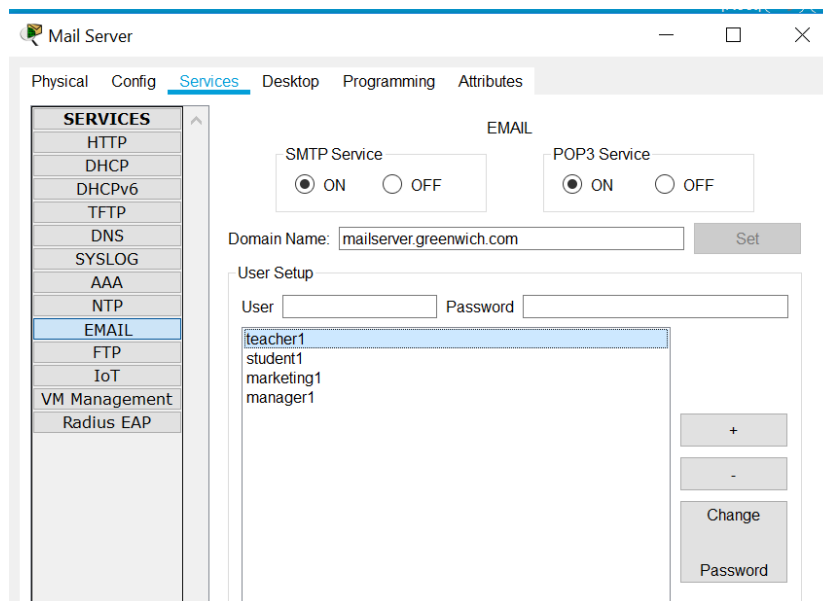 Mail Server
Physical Config Services Desktop Programming Attributes
SERVICES
HTTP
DHCP
DHCPv6
TFTP
DNS
SYSLOG
AAA
NTP
EMAIL
FTP
IoT
VM Management
Radius EAP
EMAIL
SMTP Service
ON OFF
POP3 Service
ON OFF
Domain Name: mailserver.greenwich.com Set
User Setup
User Password
teacher1
student1
marketing1
manager1
+
-
Change
Password